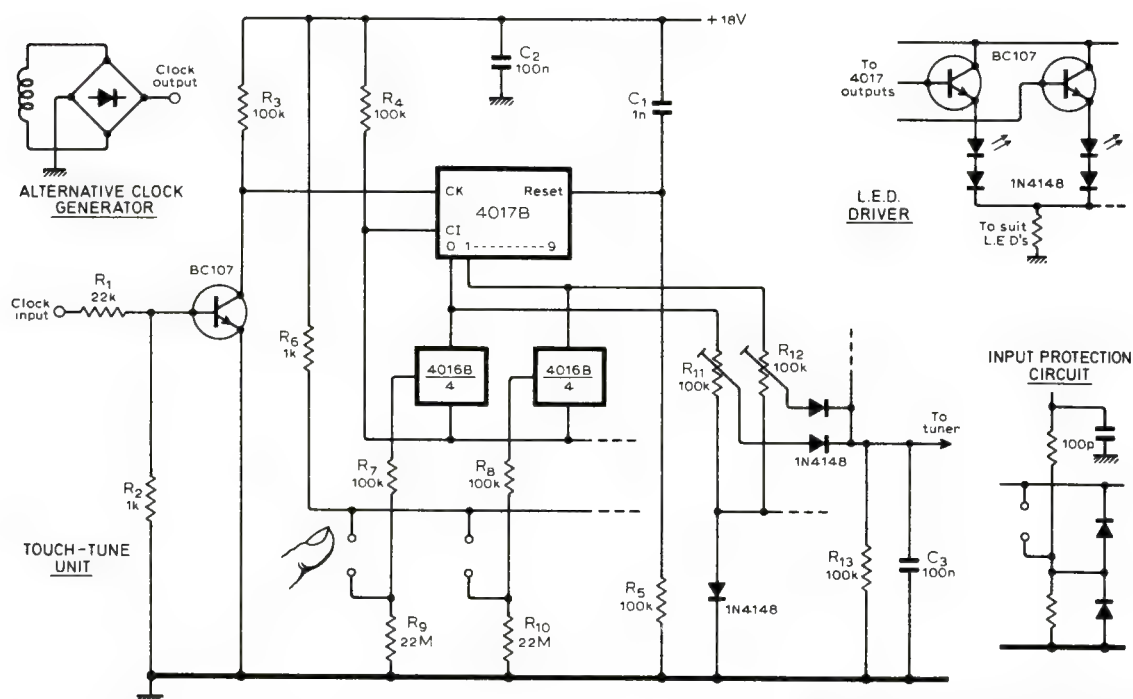 + 18V
Clock
output
ALTERNATIVE CLOCK
GENERATOR
R3
100k
R4
100k
C2
100n
C1
1n
To
4017
outputs
BC107
1N4148
L.E.D.
DRIVER
To suit
L.E.D's
CK
Reset
4017B
CI
0 1 --------- 9
BC107
R1
22k
Clock
input
R6
1k
4016B
4
4016B
4
R11
100k
R12
100k
INPUT PROTECTION
CIRCUIT
100p
To
tuner
1N4148
R7
100k
R8
100k
R2
1k
TOUCH-TUNE
UNIT
R5
100k
R13
100k
C3
100n
1N4148
R9
22M
R10
22M